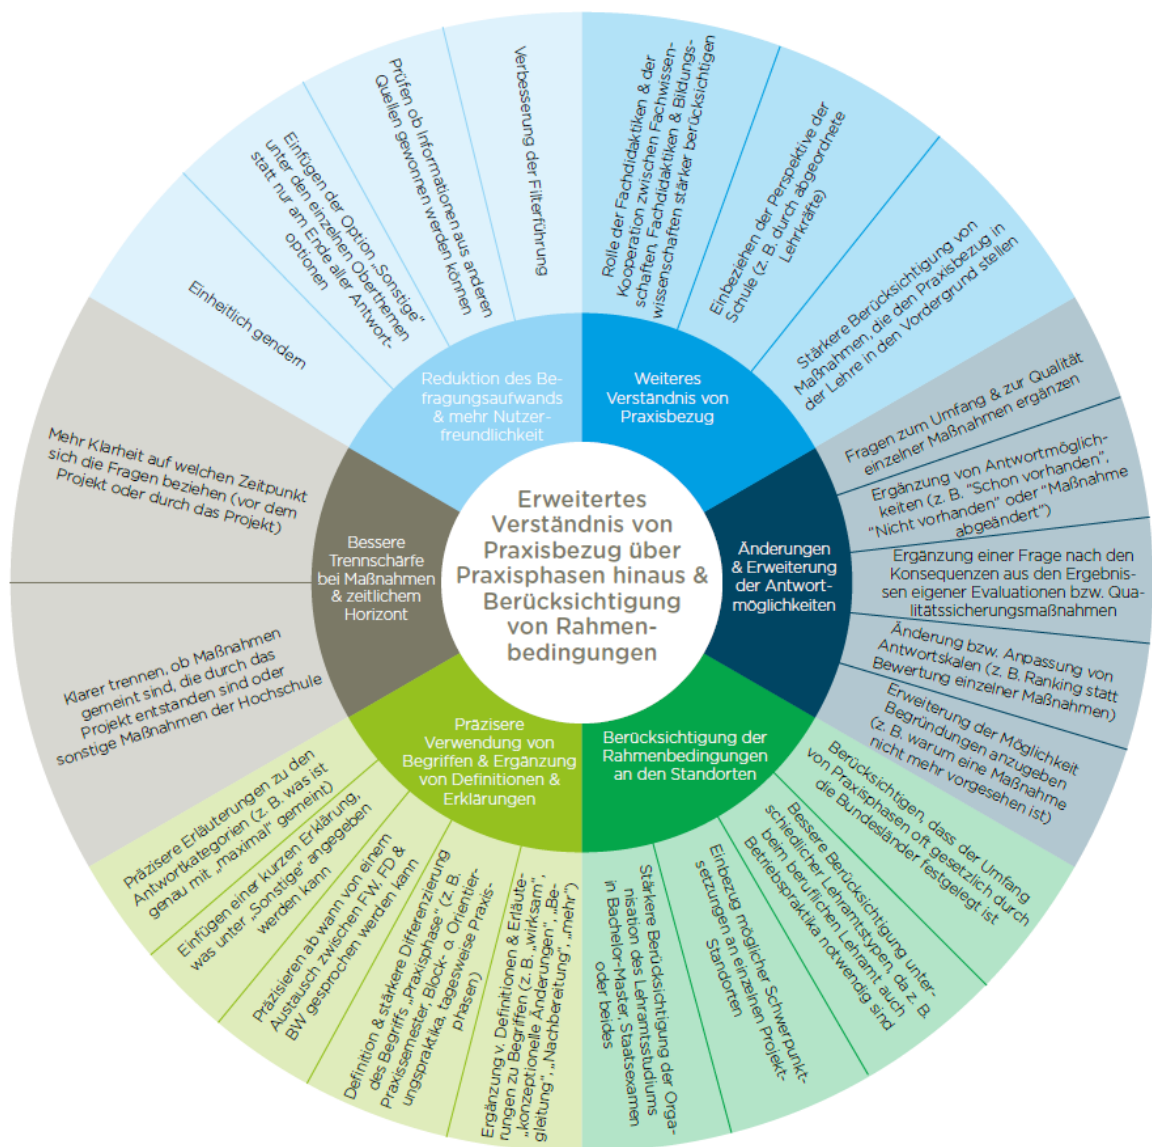 Erweitertes
Verständnis von
Praxisbezug über
Praxisphasen hinaus &
Berücksichtigung
von Rahmen-
bedingungen
Weiteres
Verständnis von
Praxisbezug
Rolle der Fachdidaktiken & der
Kooperation zwischen Fachwissen-
schaften, Fachdidaktiken & Bildungs-
wissenschaften stärker berücksichtigen
Einbeziehen der Perspektive der
Schule (z. B. durch abgeordnete
Lehrkräfte)
Stärkere Berücksichtigung von
Maßnahmen, die den Praxisbezug in
der Lehre in den Vordergrund stellen
Änderungen
& Erweiterung
der Antwort-
möglichkeiten
Fragen zum Umfang & zur Qualität
einzelner Maßnahmen ergänzen
Ergänzung von Antwortmöglich-
keiten (z. B. "Schon vorhanden",
"Nicht vorhanden" oder "Maßnahme
abgeändert")
Ergänzung einer Frage nach den
Konsequenzen aus den Ergebnis-
sen eigener Evaluationen bzw. Qua-
litätssicherungsmaßnahmen
Änderung bzw. Anpassung von
Antwortskalen (z. B. Ranking statt
Bewertung einzelner Maßnahmen)
Erweiterung der Möglichkeit
Begründungen anzugeben
(z. B. warum eine Maßnahme
nicht mehr vorgesehen ist)
Berücksichtigung der
Rahmenbedingungen
an den Standorten
Berücksichtigen, dass der Umfang
von Praxisphasen oft gesetzlich durch
die Bundesländer festgelegt ist
Bessere Berücksichtigung unter-
schiedlicher Lehramtstypen, da z. B.
beim beruflichen Lehramt auch
Betriebspraktika notwendig sind
Einbezug möglicher Schwerpunkt-
setzungen an einzelnen Projekt-
Standorten
Stärkere Berücksichtigung der Orga-
nisation des Lehramtsstudiums
in Bachelor-Master, Staatsexamen
oder beides
Präzisere
Verwendung von
Begriffen & Ergänzung
von Definitionen &
Erklärungen
Ergänzung v. Definitionen & Erläute-
rungen zu Begriffen (z. B. „wirksam“,
„konzeptionelle Änderungen“, „Be-
gleitung“, „Nachbereitung“, „mehr“)
Definition & stärkere Differenzierung
des Begriffs „Praxisphase“ (z. B.
Praxissemester, Block- o. Orientier-
ungspraktika, tagesweise Praxis-
phasen)
Präzisieren ab wann von einem
Austausch zwischen FW, FD &
BW gesprochen werden kann
Einfügen einer kurzen Erklärung,
was unter „Sonstige“ angegeben
werden kann
Präzisere Erläuterungen zu den
Antwortkategorien (z. B. was ist
genau mit „maximal“ gemeint)
Bessere
Trennschärfe
bei Maßnahmen
& zeitlichem
Horizont
Klarer trennen, ob Maßnahmen
gemeint sind, die durch das
Projekt entstanden sind oder
sonstige Maßnahmen der Hochschule
Mehr Klarheit auf welchen Zeitpunkt
sich die Fragen beziehen (vor dem
Projekt oder durch das Projekt)
Reduktion des Be-
fragungsaufwands
& mehr Nutzer-
freundlichkeit
Einheitlich gendern
Einfügen der Option „Sonstige“
unter den einzelnen Oberthemen
statt nur am Ende aller Antwort-
optionen
Prüfen ob Informationen aus anderen
Quellen gewonnen werden können
Verbesserung der Filterführung